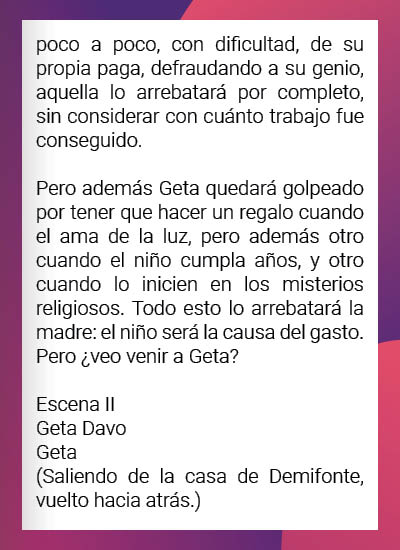 poco a poco, con dificultad, de su
propia paga, defraudando a su genio,
aquella lo arrebatará por completo,
sin considerar con cuánto trabajo fue
conseguido.
Pero además Geta quedará golpeado
por tener que hacer un regalo cuando
el ama de la luz, pero además otro
cuando el niño cumpla años, y otro
cuando lo inicien en los misterios
religiosos. Todo esto lo arrebatará la
madre: el niño será la causa del gasto.
Pero ¿veo venir a Geta?
Escena II
Geta Davo
Geta
(Saliendo de la casa de Demifonte,
vuelto hacia atrás.)